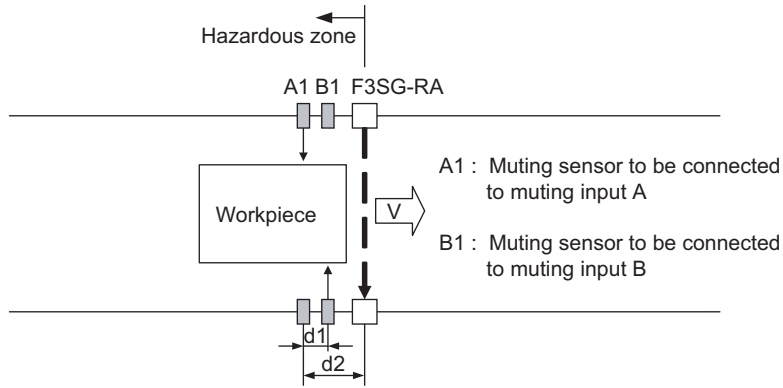 Hazardous zone
A1 B1 F3SG-RA
A1 : Muting sensor to be connected
to muting input A
Workpiece
V
B1 : Muting sensor to be connected
to muting input B
d1
d2